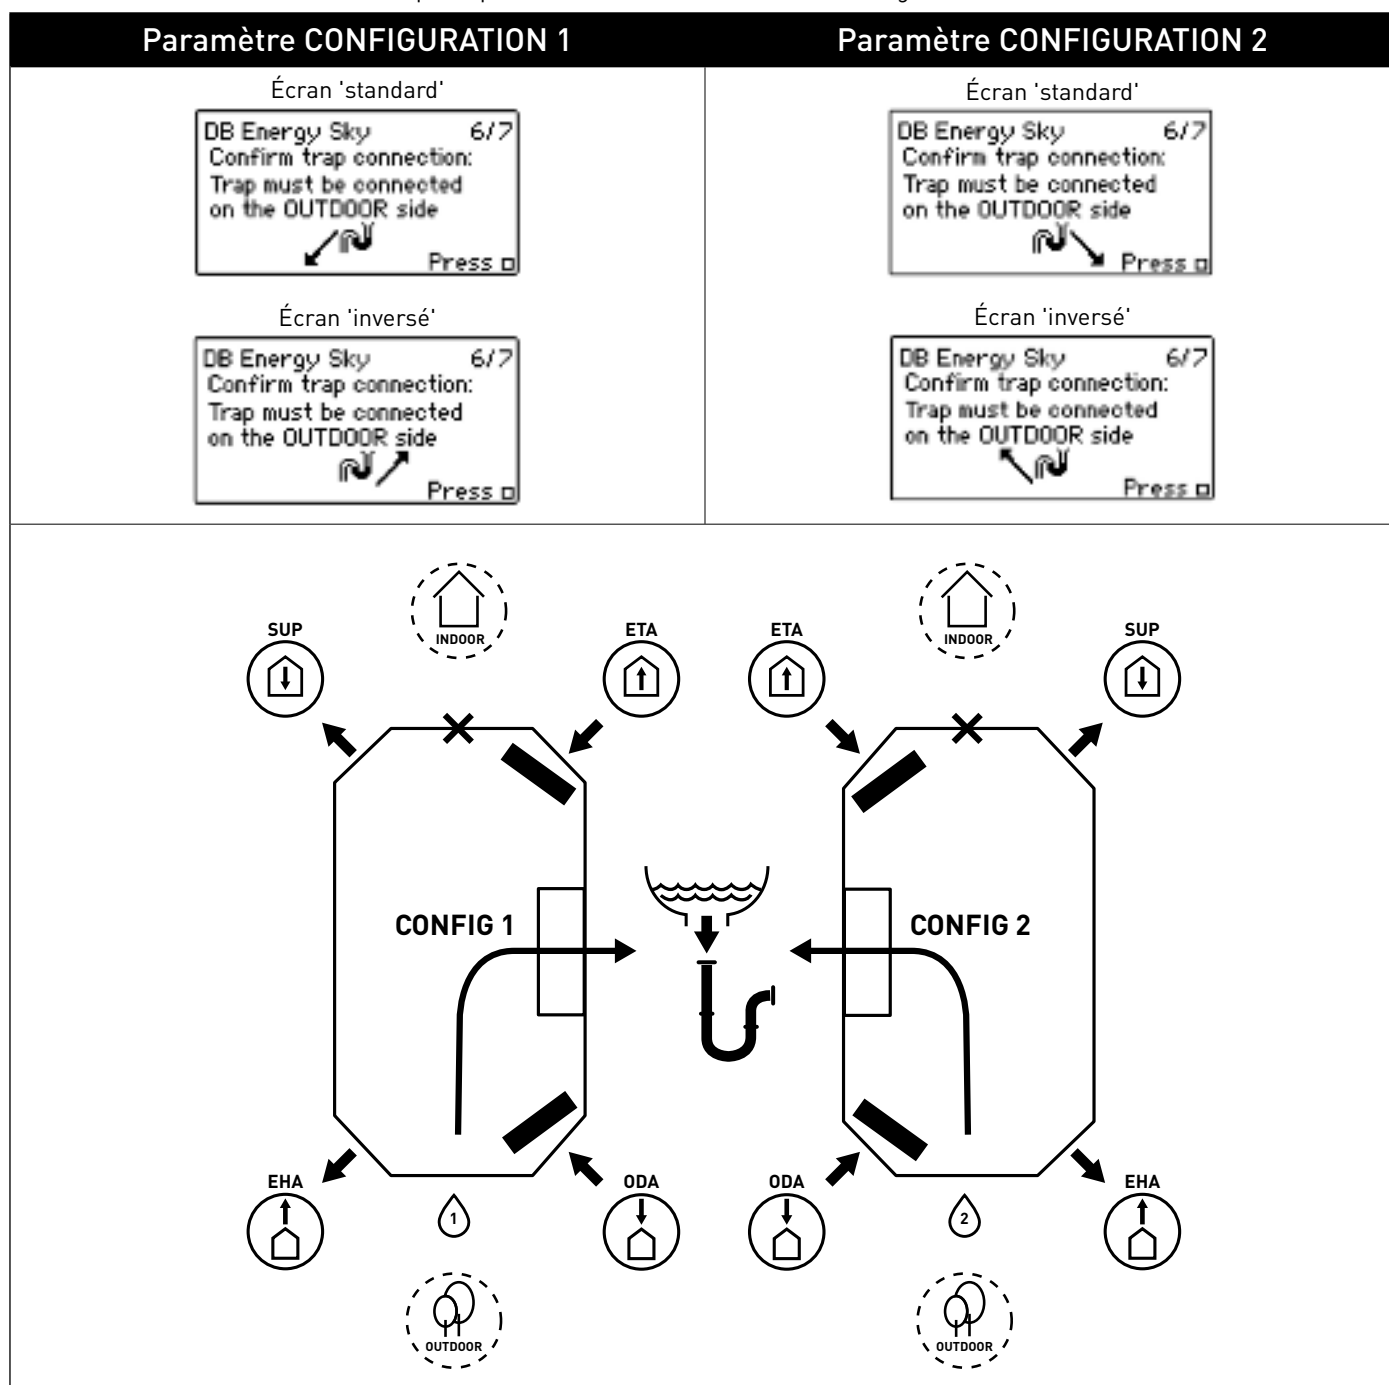 Paramètre CONFIGURATION 1
Paramètre CONFIGURATION 2
Écran 'standard'
DB Energy Sky 6/7
Confirm trap connection:
Trap must be connected
on the OUTDOOR side
Press
Écran 'inversé'
DB Energy Sky 6/7
Confirm trap connection:
Trap must be connected
on the OUTDOOR side
Press
Écran 'standard'
DB Energy Sky 6/7
Confirm trap connection:
Trap must be connected
on the OUTDOOR side
Press
Écran 'inversé'
DB Energy Sky 6/7
Confirm trap connection:
Trap must be connected
on the OUTDOOR side
Press
INDOOR
SUP
ETA
CONFIG 1
EHA
1
ODA
OUTDOOR
INDOOR
ETA
SUP
CONFIG 2
ODA
2
EHA
OUTDOOR